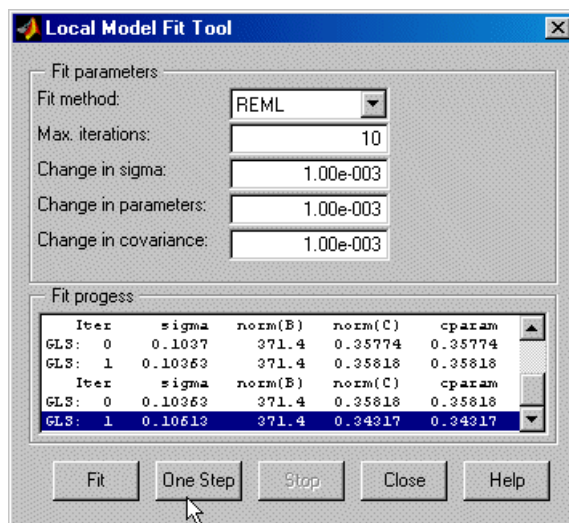 Local Model Fit Tool
Fit parameters
Fit method: REML
Max. iterations: 10
Change in sigma: 1.00e-003
Change in parameters: 1.00e-003
Change in covariance: 1.00e-003
Fit progess
Iter sigma norm(B) norm(C) cparam
GLS: 0 0.1037 371.4 0.35774 0.35774
GLS: 1 0.10363 371.4 0.35818 0.35818
Iter sigma norm(B) norm(C) cparam
GLS: 0 0.10363 371.4 0.35818 0.35818
GLS: 1 0.10613 371.4 0.34317 0.34317
Fit One Step Stop Close Help